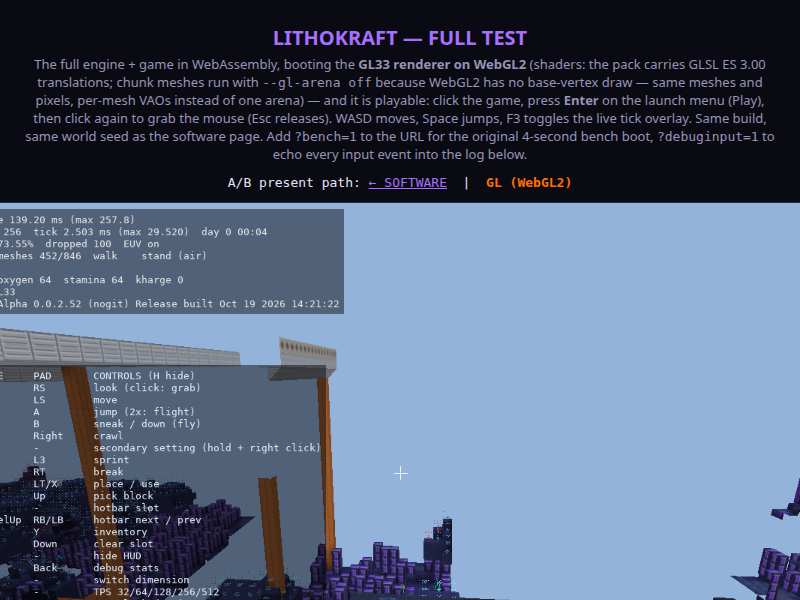 LITHOKRAFT — FULL TEST
The full engine + game in WebAssembly, booting the GL33 renderer on WebGL2 (shaders: the pack carries GLSL ES 3.00
translations; chunk meshes run with --gl-arena off because WebGL2 has no base-vertex draw — same meshes and
pixels, per-mesh VAOs instead of one arena) — and it is playable: click the game, press Enter on the launch menu (Play),
then click again to grab the mouse (Esc releases). WASD moves, Space jumps, F3 toggles the live tick overlay. Same build,
same world seed as the software page. Add ?bench=1 to the URL for the original 4-second bench boot, ?debuginput=1 to
echo every input event into the log below.
A/B present path: ← SOFTWARE | GL (WebGL2)
139.20 ms (max 257.8)
256 tick 2.503 ms (max 29.520) day 0 00:04
73.55% dropped 100 EUV on
meshes 452/846 walk stand (air)
oxygen 64 stamina 64 kharge 0
Alpha 0.0.2.52 (nogit) Release built Oct 19 2026 14:21:22
PAD CONTROLS (H hide)
RS look (click: grab)
LS move
A jump (2x: flight)
B sneak / down (fly)
Right crawl
- secondary setting (hold + right click)
L3 sprint
RT break
LT/X place / use
Up pick block
- hotbar slot
RB/LB hotbar next / prev
Y inventory
Down clear slot
- hide HUD
Back debug stats
- switch dimension
- TPS 32/64/128/256/512